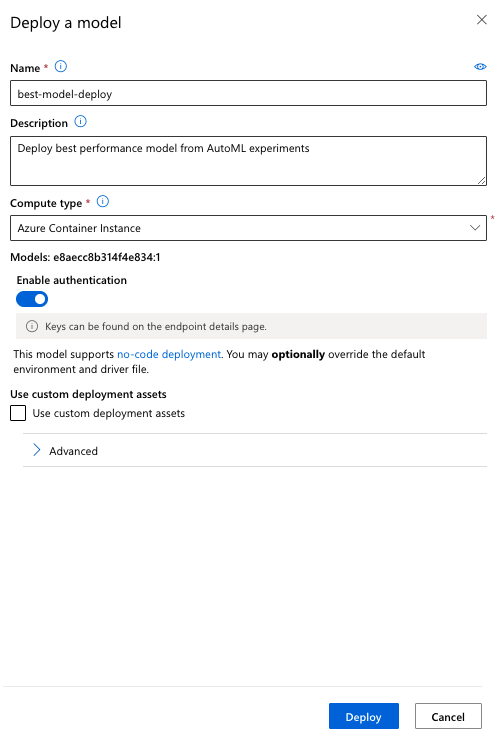 Deploy a model
Name *
best-model-deploy
Description
Deploy best performance model from AutoML experiments
Compute type *
Azure Container Instance
*
Models: e8aecc8b314f4e834:1
Enable authentication
Keys can be found on the endpoint details page.
This model supports no-code deployment. You may optionally override the default
environment and driver file.
Use custom deployment assets
Use custom deployment assets
Advanced
Deploy
Cancel